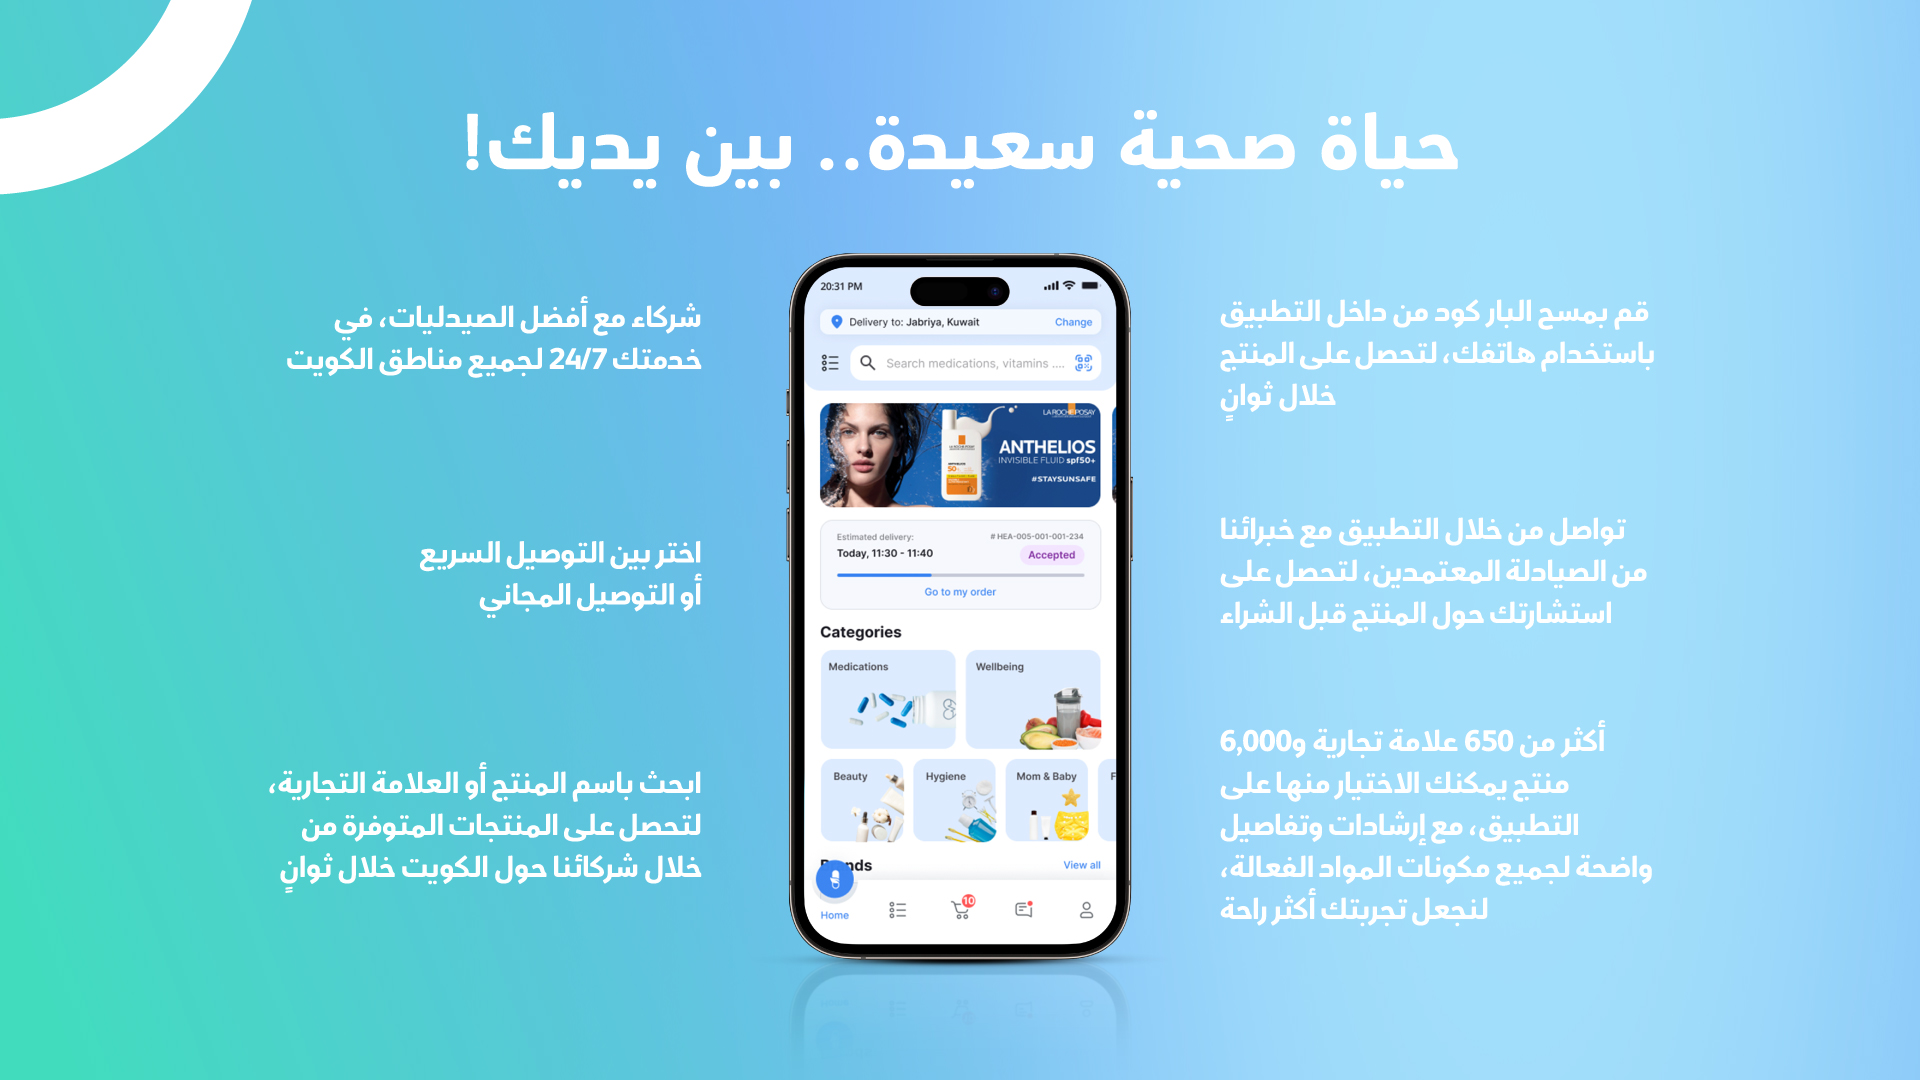 حياة صحية سعيدة.. بين يديك!
قم بمسح البار كود من داخل التطبيق
باستخدام هاتفك، لتحصل على المنتج
خلال ثوانٍ
تواصل من خلال التطبيق مع خبرائنا
من الصيادلة المعتمدين، لتحصل على
استشارتك حول المنتج قبل الشراء
أكثر من 650 علامة تجارية و6,000
منتج يمكنك الاختيار منها على
التطبيق، مع إرشادات وتفاصيل
واضحة لجميع مكونات المواد الفعالة،
لنجعل تجربتك أكثر راحة
20:31 PM
Delivery to: Jabriya, Kuwait
Change
Search medications, vitamins ....
LA ROCHE POSAY
ANTHELIOS
INVISIBLE FLUID spf50+
#STAYSUNSAFE
Estimated delivery:
# HEA-005-001-001-234
Today, 11:30 - 11:40
Accepted
Go to my order
Categories
Medications
Wellbeing
Beauty
Hygiene
Mom & Baby
View all
10
Home
شركاء مع أفضل الصيدليات، في
خدمتك 24/7 لجميع مناطق الكويت
اختر بين التوصيل السريع
أو التوصيل المجاني
ابحث باسم المنتج أو العلامة التجارية،
لتحصل على المنتجات المتوفرة من
خلال شركائنا حول الكويت خلال ثوانٍ